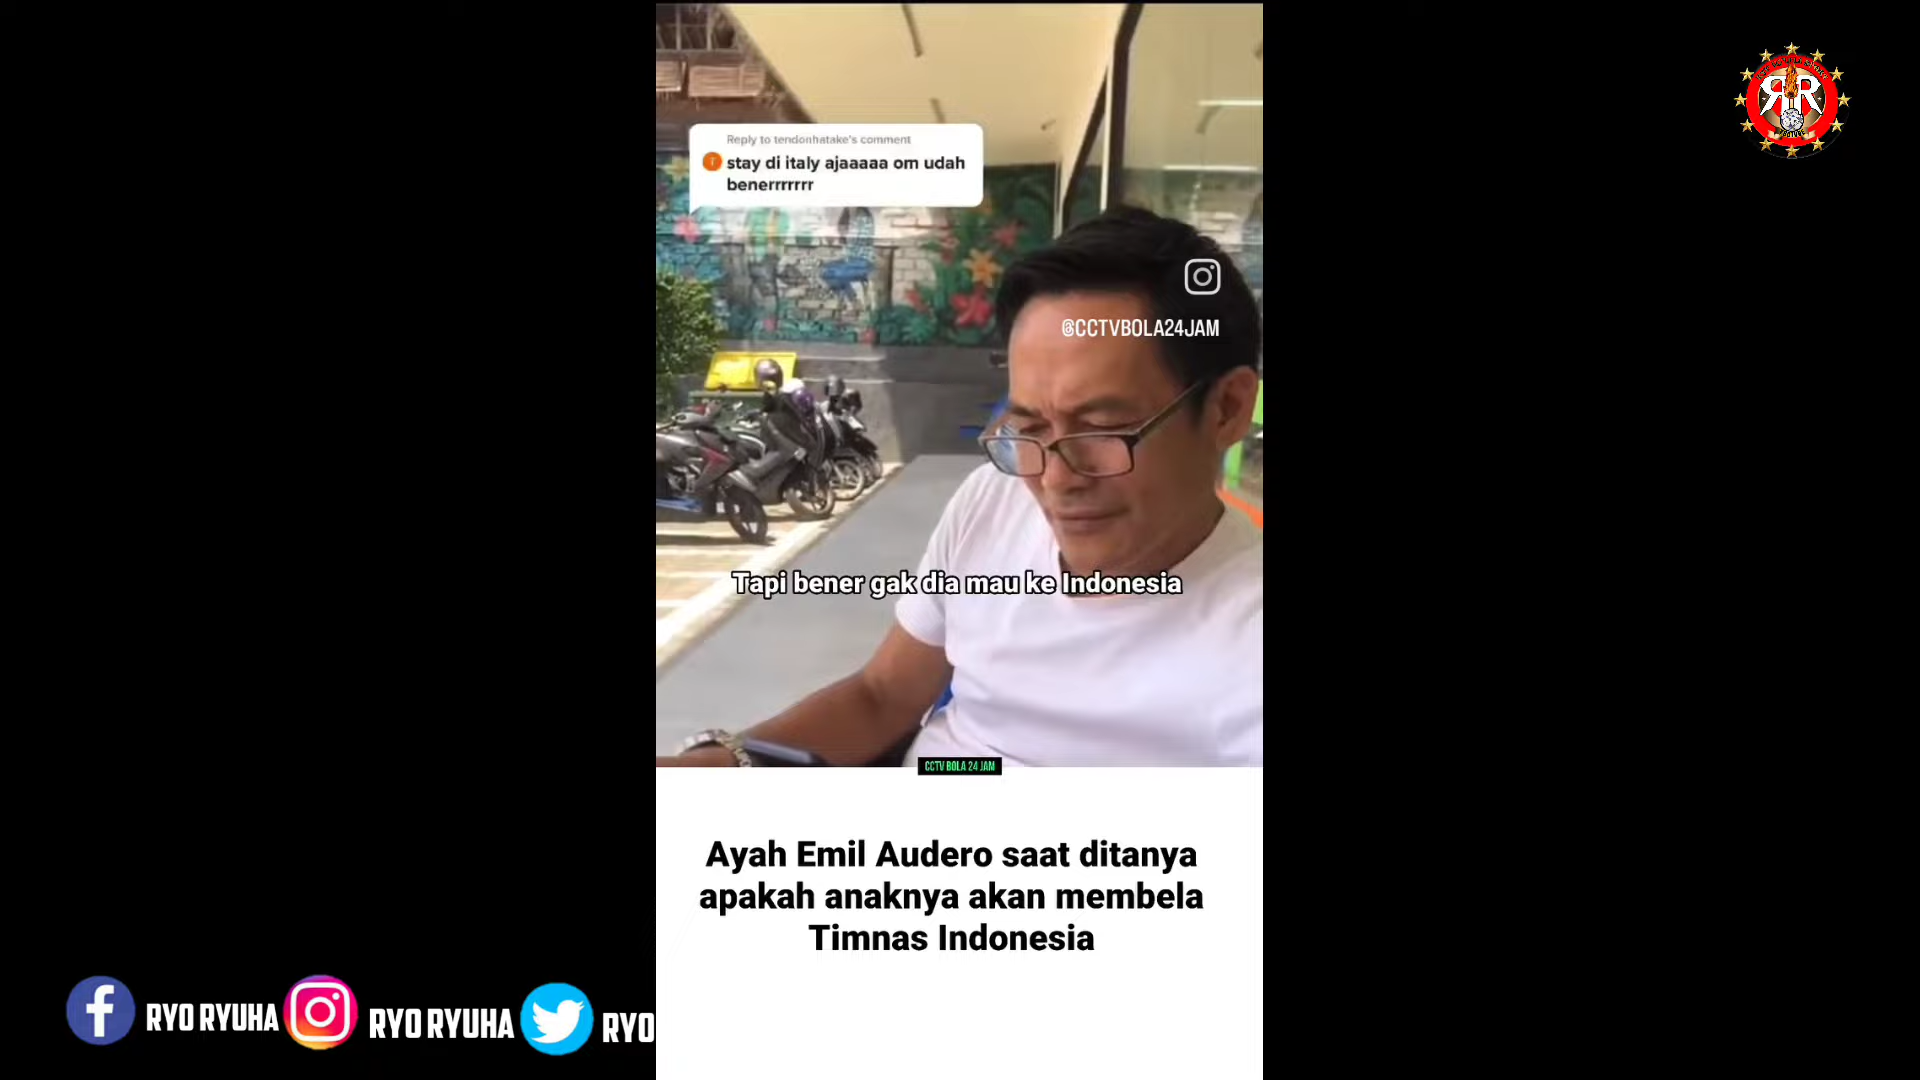 Reply to tendonhatake's comment
T
stay di italy ajaaaaa om udah
benerrrrrrr
@CCTVBOLA24JAM
Tapi bener gak dia mau ke Indonesia
CCTV BOLA 24 JAM
Ayah Emil Audero saat ditanya
apakah anaknya akan membela
Timnas Indonesia
RR
f
RYO RYUHA
RYO RYUHA
RYO